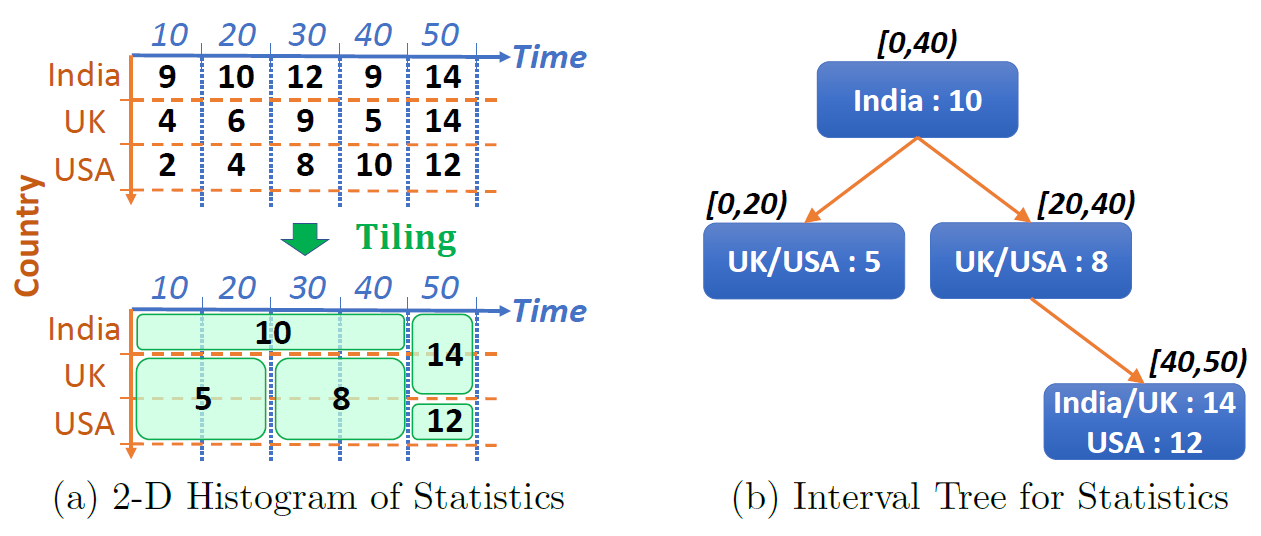 10 20 30 40 50
Time
India 9 10 12 9 14
UK 4 6 9 5 14
USA 2 4 8 10 12
Country
Tiling
10 20 30 40 50
Time
India
UK
USA
10
14
5
8
12
(a) 2-D Histogram of Statistics
[0,40)
India : 10
[0,20)
UK/USA : 5
[20,40)
UK/USA : 8
[40,50)
India/UK : 14
USA : 12
(b) Interval Tree for Statistics